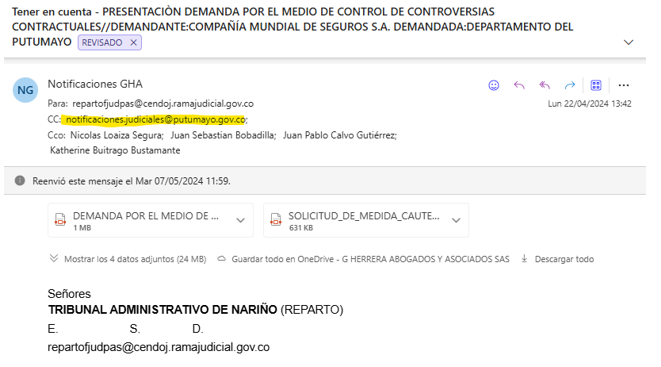 Tener en cuenta - PRESENTACIÒN DEMANDA POR EL MEDIO DE CONTROL DE CONTROVERSIAS
CONTRACTUALES//DEMANDANTE:COMPAÑÍA MUNDIAL DE SEGUROS S.A. DEMANDADA:DEPARTAMENTO DEL
PUTUMAYO REVISADO ×
NG
Notificaciones GHA
Para: repartofjudpas@cendoj.ramajudicial.gov.co
Lun 22/04/2024 13:42
CC: notificaciones.judiciales@putumayo.gov.co;
Cco: Nicolas Loaiza Segura; Juan Sebastian Bobadilla; Juan Pablo Calvo Gutiérrez;
Katherine Buitrago Bustamante
Reenvió este mensaje el Mar 07/05/2024 11:59.
DEMANDA POR EL MEDIO DE ...
1 MB
SOLICITUD_DE_MEDIDA_CAUTE...
631 KB
Mostrar los 4 datos adjuntos (24 MB) Guardar todo en OneDrive - G HERRERA ABOGADOS Y ASOCIADOS SAS Descargar todo
Señores
TRIBUNAL ADMINISTRATIVO DE NARIÑO (REPARTO)
E. S. D.
repartofjudpas@cendoj.ramajudicial.gov.co